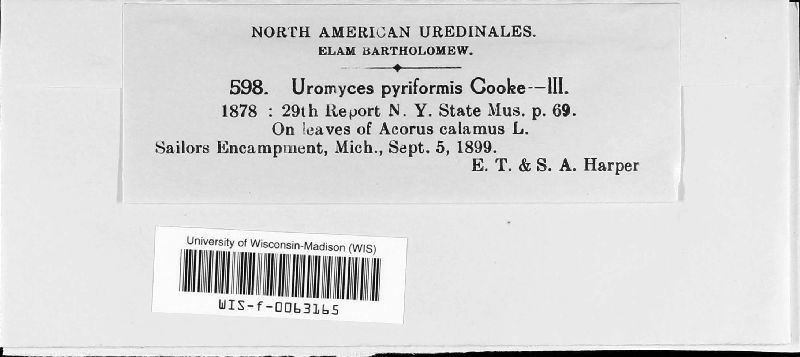 NORTH AMERICAN UREDINALES.
ELAM BARTHOLOMEW.
598. Uromyces pyriformis Cooke--III.
1878 : 29th Report N. Y. State Mus. p. 69.
On leaves of Acorus calamus L.
Sailors Encampment, Mich., Sept. 5, 1899.
E. T. & S. A. Harper
University of Wisconsin-Madison (WIS)
WIS-f-0063165